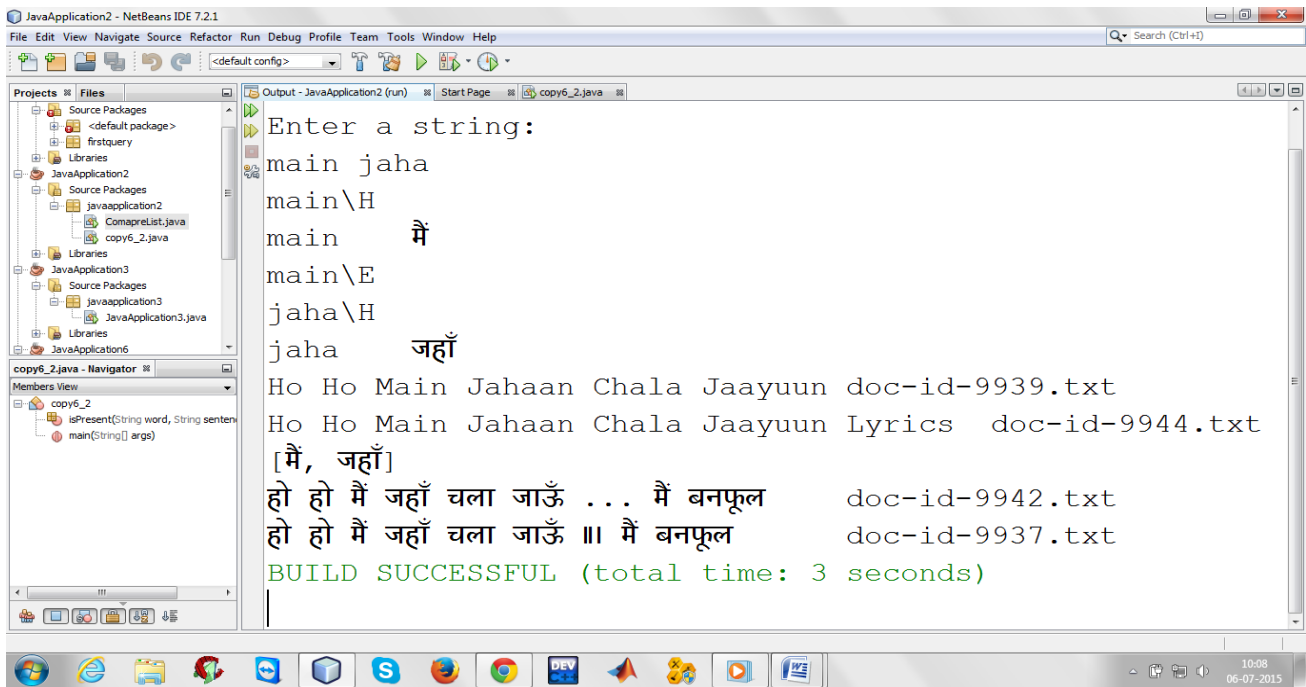 JavaApplication2 - NetBeans IDE 7.2.1
File Edit View Navigate Source Refactor Run Debug Profile Team Tools Window Help
Search (Ctrl+I)
<default config>
Projects Files
Source Packages
<default package>
firstquery
Libraries
JavaApplication2
Source Packages
javaapplication2
ComapreList.java
copy6_2.java
Libraries
JavaApplication3
Source Packages
javaapplication3
JavaApplication3.java
Libraries
JavaApplication6
copy6_2.java - Navigator
Members View
copy6_2
isPresent(String word, String senten
main(String[] args)
Output - JavaApplication2 (run) Start Page copy6_2.java
Enter a string:
main jaha
main\H
main मैं
main\E
jaha\H
jaha जहाँ
Ho Ho Main Jahaan Chala Jaayuun doc-id-9939.txt
Ho Ho Main Jahaan Chala Jaayuun Lyrics doc-id-9944.txt
[मैं, जहाँ]
हो हो मैं जहाँ चला जाऊँ ... मैं बनफूल doc-id-9942.txt
हो हो मैं जहाँ चला जाऊँ ॥। मैं बनफूल doc-id-9937.txt
BUILD SUCCESSFUL (total time: 3 seconds)
DEV C++
10:08
06-07-2015